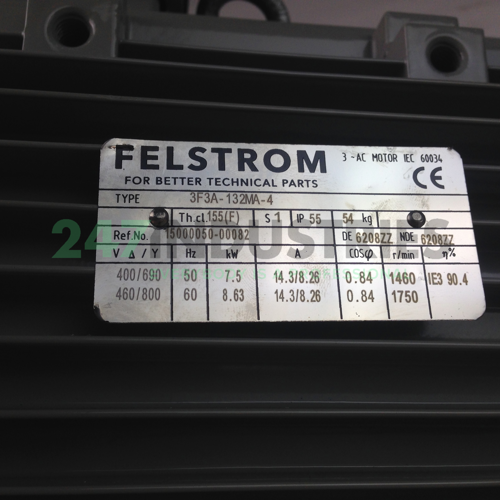 FELSTROM
3 -AC MOTOR IEC 60034
FOR BETTER TECHNICAL PARTS
CE
TYPE 3F3A-132MA-4
Th.cl.155(F) S1 IP 55 54 kg
Ref.No. 15000050-00082 DE 6208ZZ NDE 6208ZZ
V Δ / Y Hz kW A COSφ r/min η%
400/690 50 7.5 14.3/8.26 0.84 1460 IE3 90.4
460/800 60 8.63 14.3/8.26 0.84 1750
247INDUSTRIES